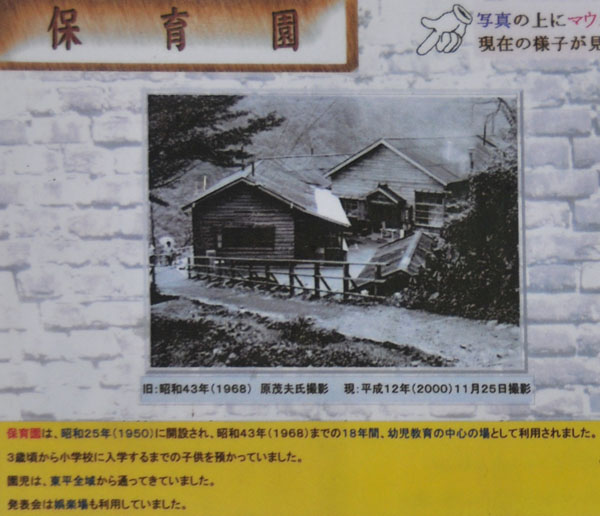 保育園
写真の上にマウ
現在の様子が見
旧:昭和43年(1968) 原茂夫氏撮影 現:平成12年(2000)11月25日撮影
保育園は、昭和25年(1950)に開設され、昭和43年(1968)までの18年間、幼児教育の中心の場として利用されました。
3歳頃から小学校に入学するまでの子供を預かっていました。
園児は、東平全域から通ってきていました。
発表会は娯楽場も利用していました。